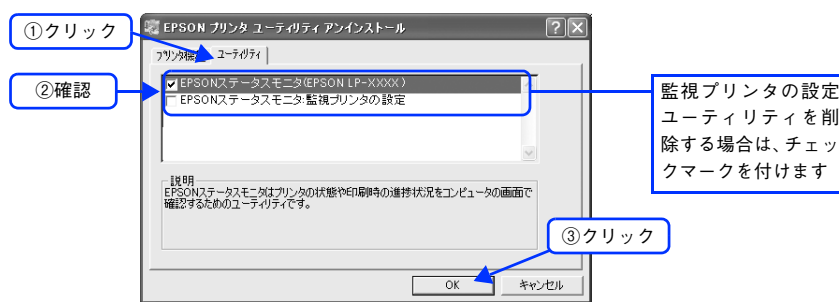 EPSON プリンタ ユーティリティ アンインストール
①クリック
プリンタ機
ユーティリティ
②確認
EPSONステータスモニタ(EPSON LP-XXXX)
EPSONステータスモニタ:監視プリンタの設定
監視プリンタの設定
ユーティリティを削
除する場合は、チェッ
クマークを付けます
説明
EPSONステータスモニタはプリンタの状態や印刷時の進捗状況をコンピュータの画面で
確認するためのユーティリティです。
③クリック
OK
キャンセル